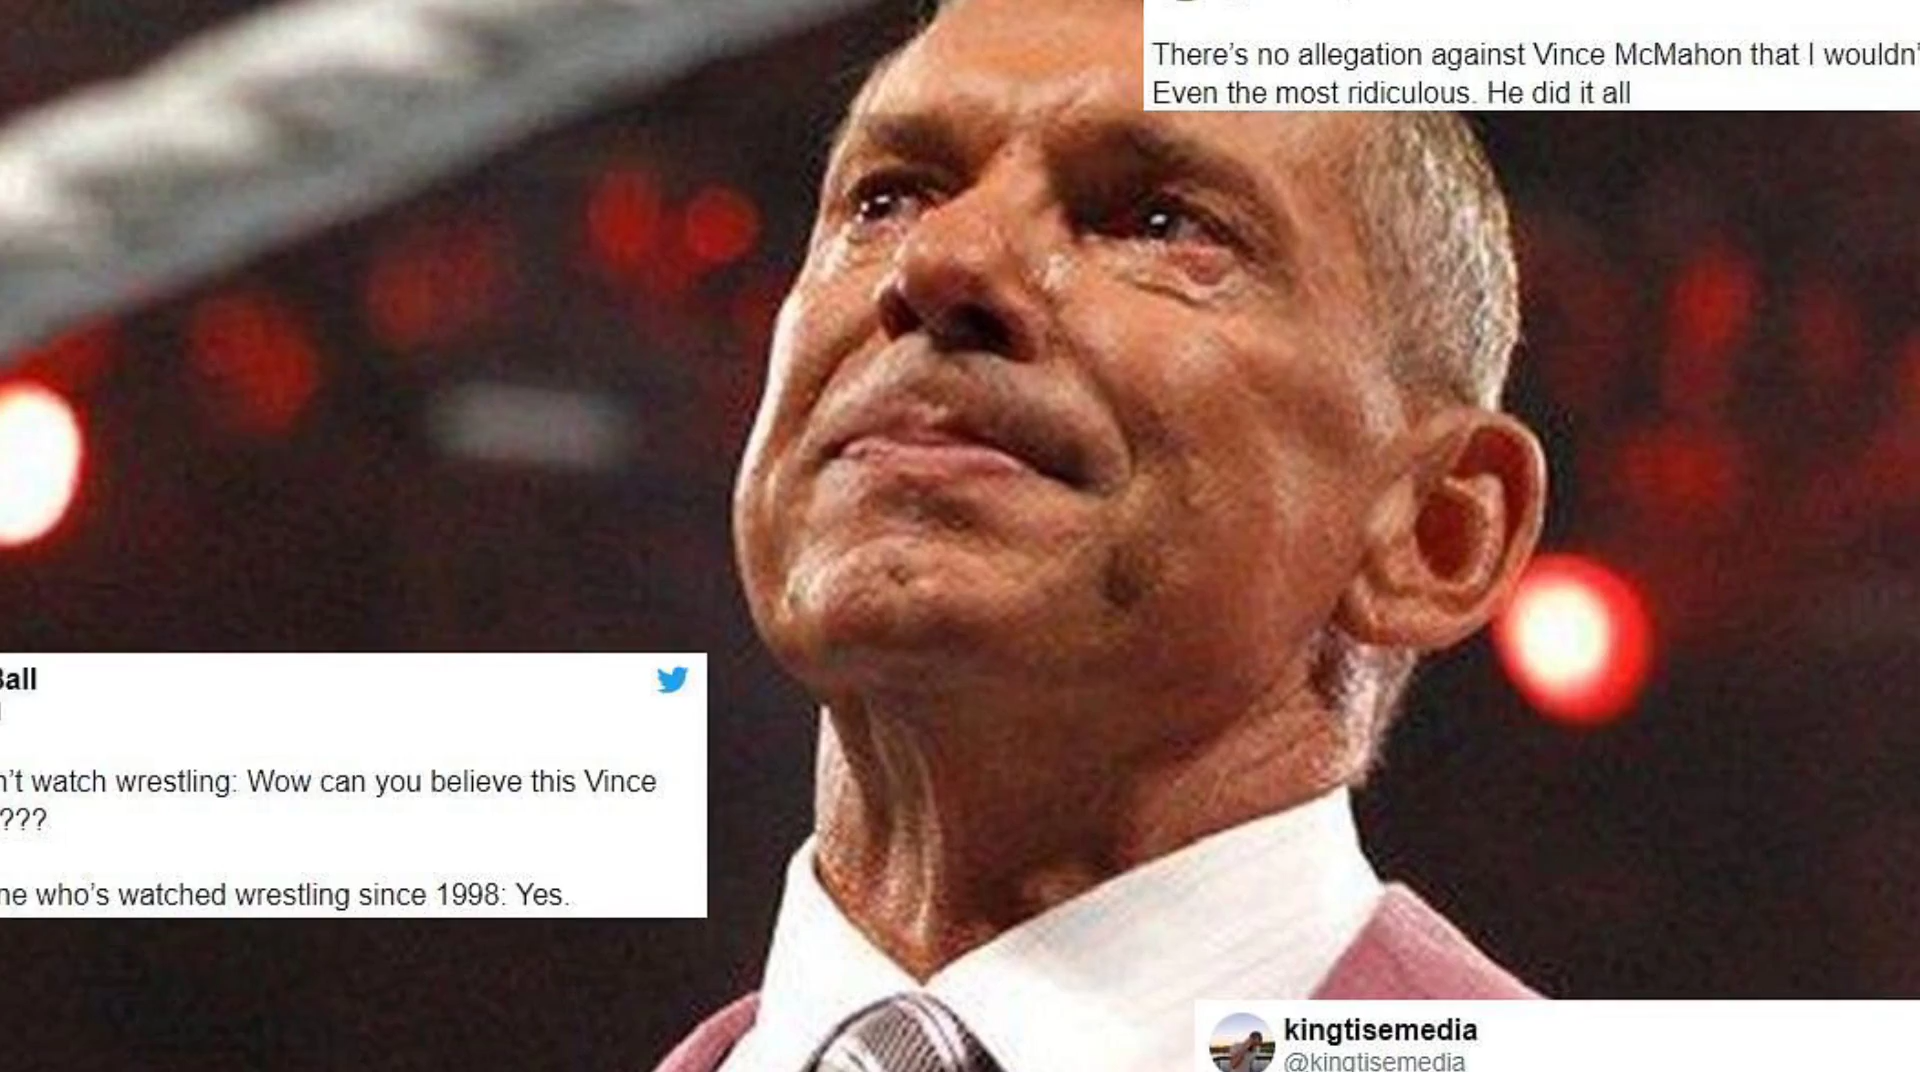 There’s no allegation against Vince McMahon that I wouldn’
Even the most ridiculous. He did it all
Ball
n’t watch wrestling: Wow can you believe this Vince
???
ne who’s watched wrestling since 1998: Yes.
kingtisemedia
@kingtisemedia